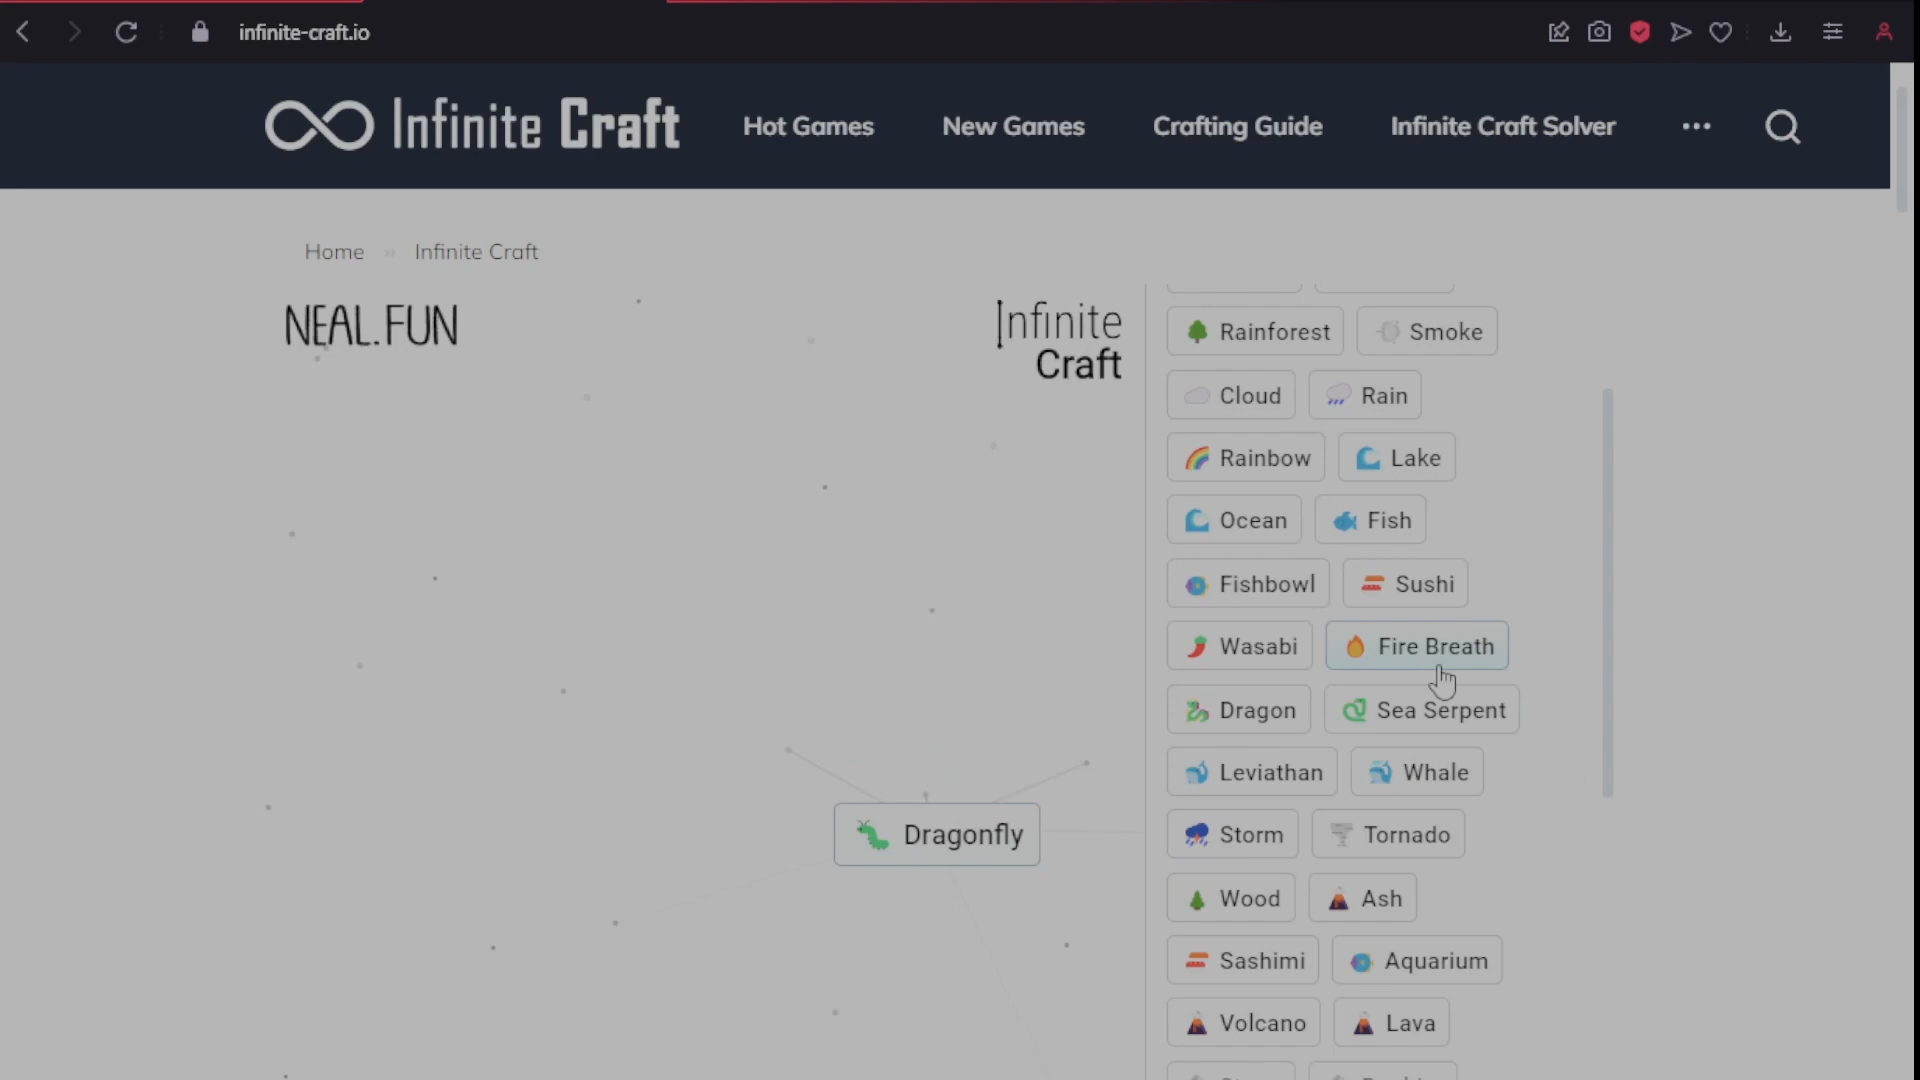 infinite-craft.io
Infinite Craft
Hot Games
New Games
Crafting Guide
Infinite Craft Solver
Home » Infinite Craft
NEAL.FUN
Infinite
Craft
Rainforest
Smoke
Cloud
Rain
Rainbow
Lake
Ocean
Fish
Fishbowl
Sushi
Wasabi
Fire Breath
Dragon
Sea Serpent
Leviathan
Whale
Dragonfly
Storm
Tornado
Wood
Ash
Sashimi
Aquarium
Volcano
Lava